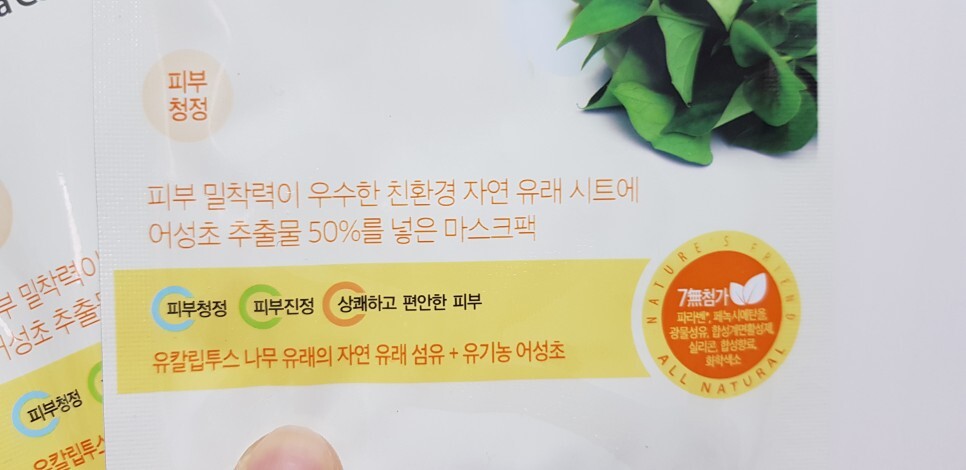 피부
청정
피부 밀착력이 우수한 친환경 자연 유래 시트에
어성초 추출물 50%를 넣은 마스크팩
피부청정 피부진정 상쾌하고 편안한 피부
유칼립투스 나무 유래의 자연 유래 섬유 + 유기농 어성초
NATURE'S FRIEND
7無첨가
파라벤*, 페녹시에탄올,
광물성유, 합성계면활성제,
실리콘, 합성향료,
화학색소
ALL NATURAL
부 밀착력이
어성초 추출
피부청정
유칼립투스